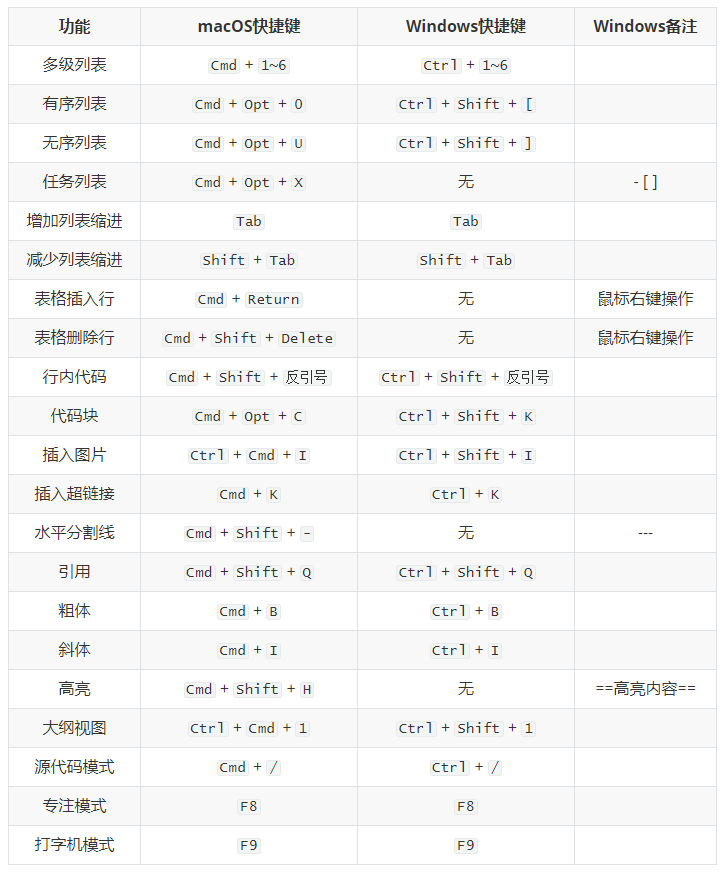 功能 macOS快捷键 Windows快捷键 Windows备注
多级列表 Cmd + 1~6 Ctrl + 1~6
有序列表 Cmd + Opt + O Ctrl + Shift + [
无序列表 Cmd + Opt + U Ctrl + Shift + ]
任务列表 Cmd + Opt + X 无 - [ ]
增加列表缩进 Tab Tab
减少列表缩进 Shift + Tab Shift + Tab
表格插入行 Cmd + Return 无 鼠标右键操作
表格删除行 Cmd + Shift + Delete 无 鼠标右键操作
行内代码 Cmd + Shift + 反引号 Ctrl + Shift + 反引号
代码块 Cmd + Opt + C Ctrl + Shift + K
插入图片 Ctrl + Cmd + I Ctrl + Shift + I
插入超链接 Cmd + K Ctrl + K
水平分割线 Cmd + Shift + - 无 ---
引用 Cmd + Shift + Q Ctrl + Shift + Q
粗体 Cmd + B Ctrl + B
斜体 Cmd + I Ctrl + I
高亮 Cmd + Shift + H 无 ==高亮内容==
大纲视图 Ctrl + Cmd + 1 Ctrl + Shift + 1
源代码模式 Cmd + / Ctrl + /
专注模式 F8 F8
打字机模式 F9 F9